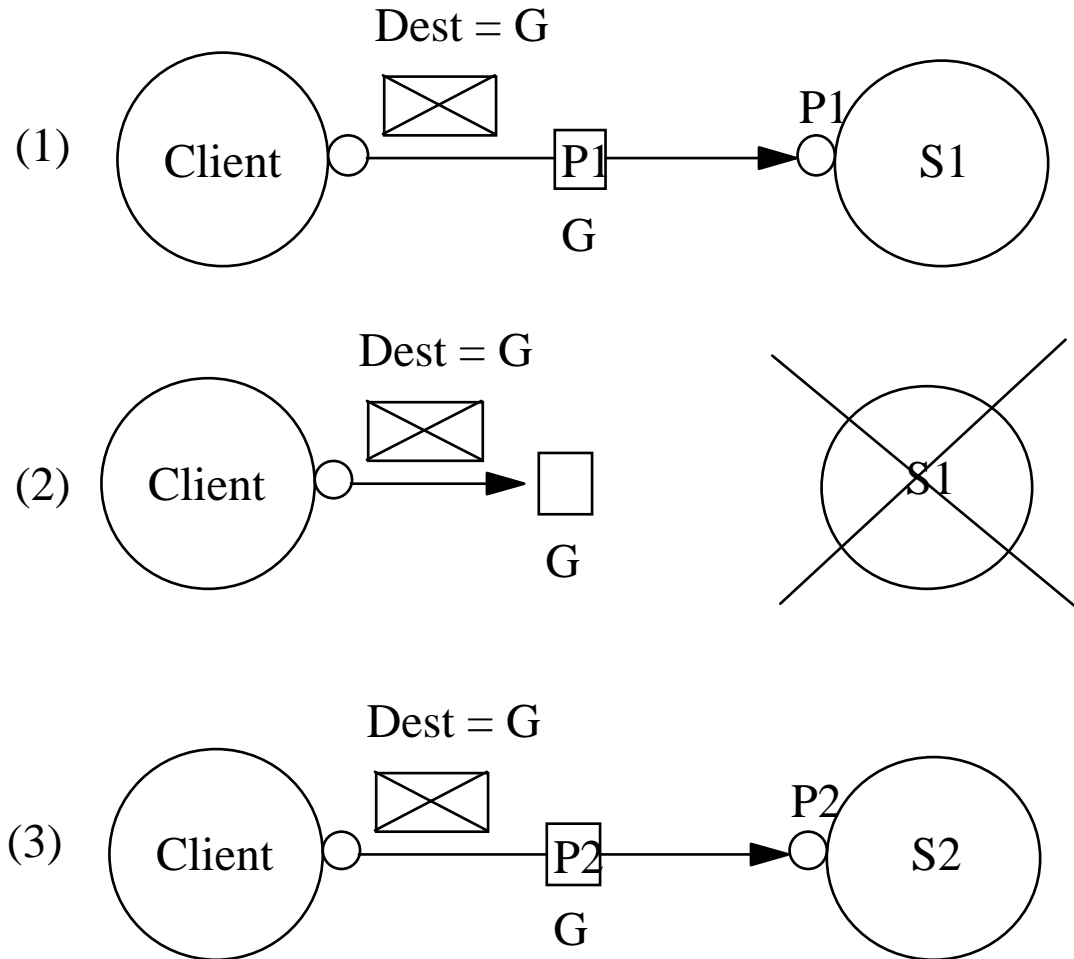 Dest = G
(1)
Client
P1
P1
S1
G
Dest = G
(2)
Client
S1
G
Dest = G
(3)
Client
P2
P2
S2
G